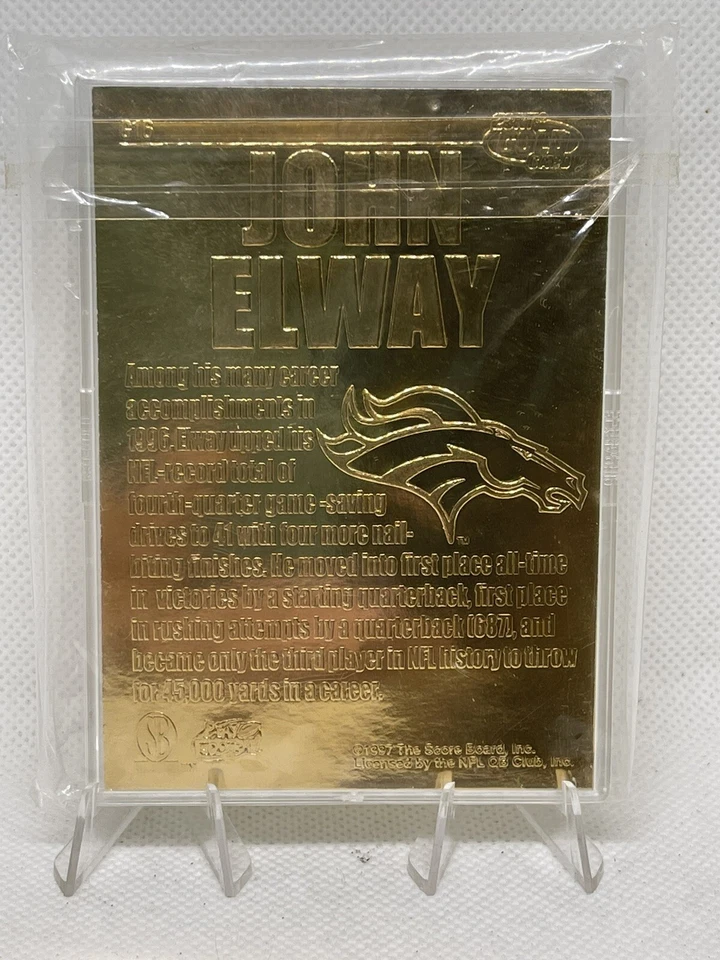 G16
JOHN
ELWAY
Among his many career
accomplishments in
1996, Elway upped his
NFL-record total of
fourth-quarter game-saving
drives to 41 with four more nail-
biting finishes. He moved into first place all-time
in victories by a starting quarterback, first place
in rushing attempts by a quarterback (687), and
became only the third player in NFL history to throw
for 45,000 yards in a career.
TM
SB
©1997 The Score Board, Inc.
Licensed by the NFL QB Club, Inc.